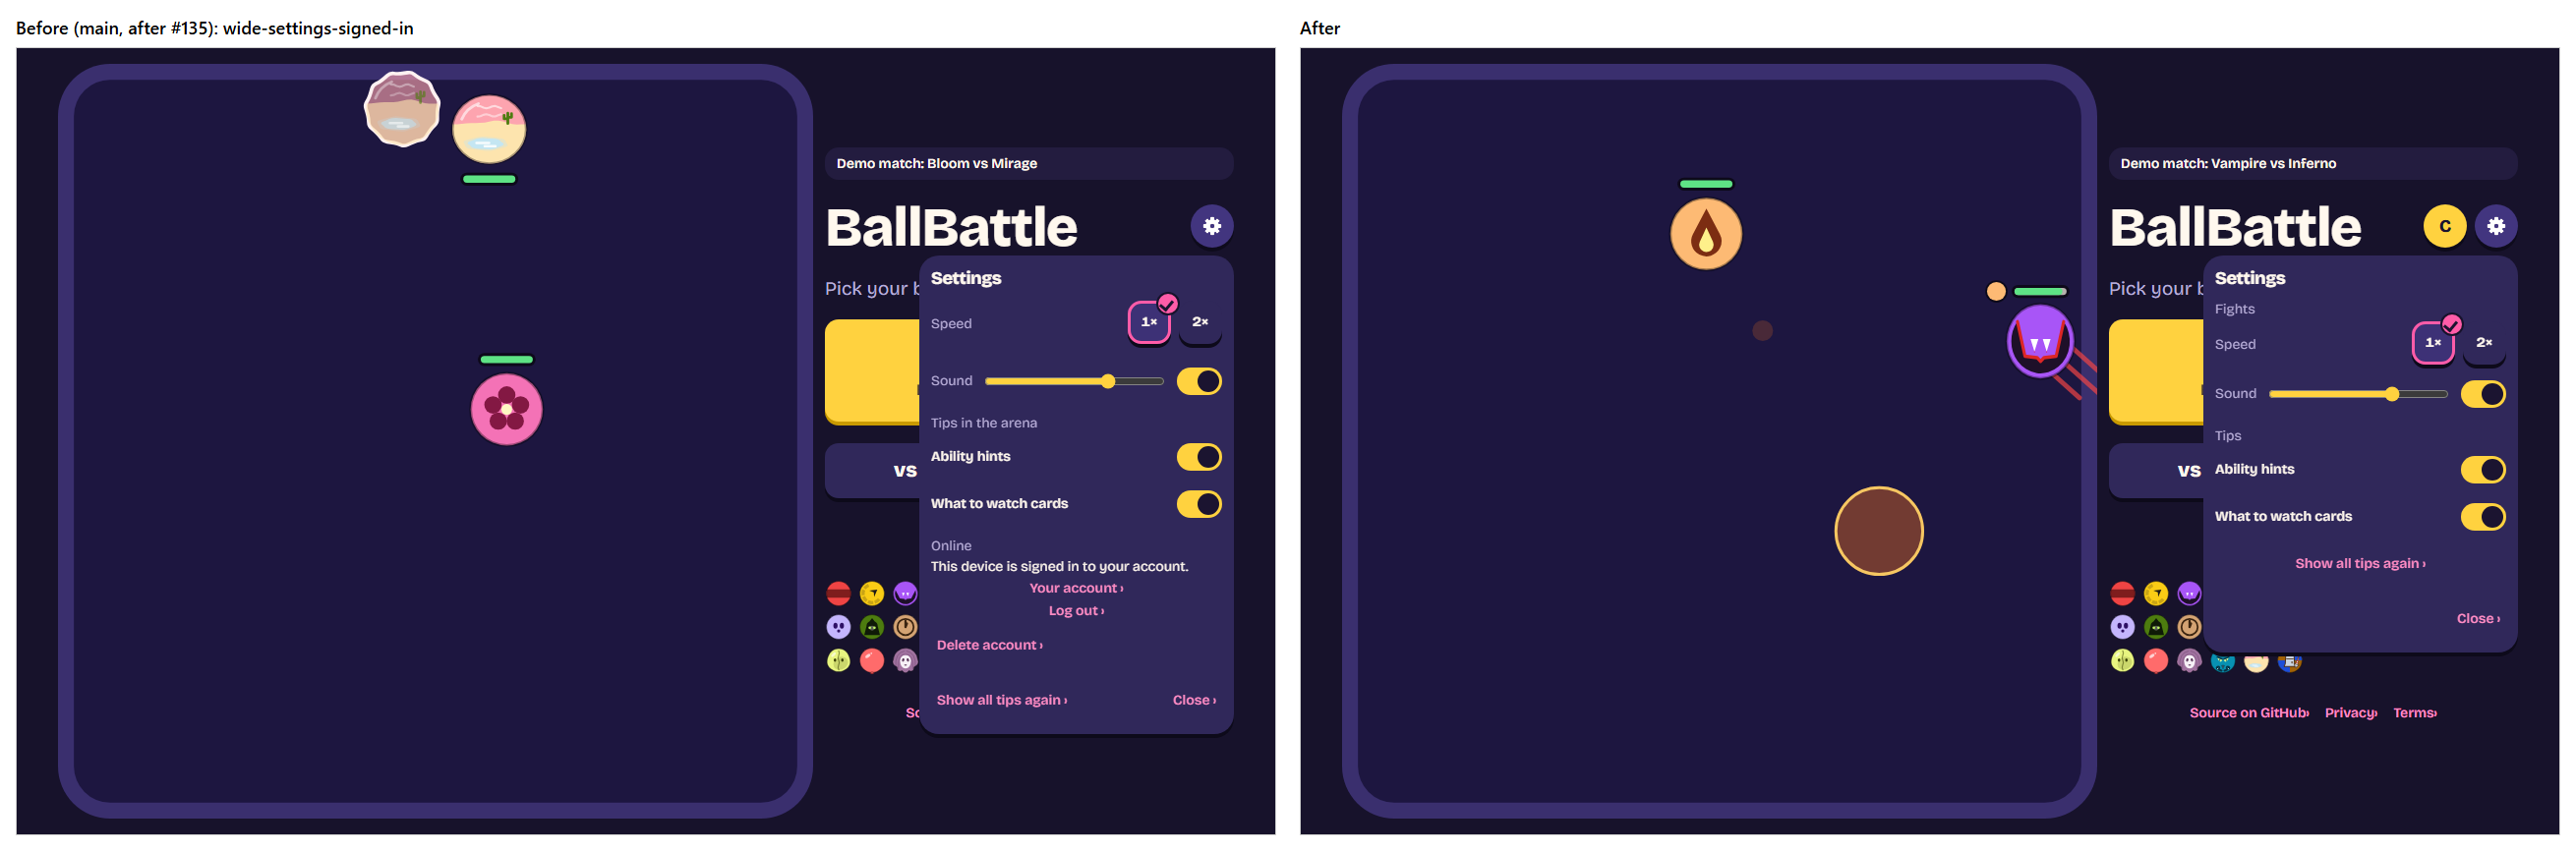 Before (main, after #135): wide-settings-signed-in
Demo match: Bloom vs Mirage
BallBattle
Pick your b
Settings
Speed
1×
2×
Sound
Tips in the arena
Ability hints
vs
What to watch cards
Online
This device is signed in to your account.
Your account ›
Log out ›
Delete account ›
Show all tips again ›
Close ›
So
After
Demo match: Vampire vs Inferno
BallBattle
C
Pick your b
Settings
Fights
Speed
1×
2×
Sound
Tips
Ability hints
vs
What to watch cards
Show all tips again ›
Close ›
Source on GitHub›
Privacy›
Terms›